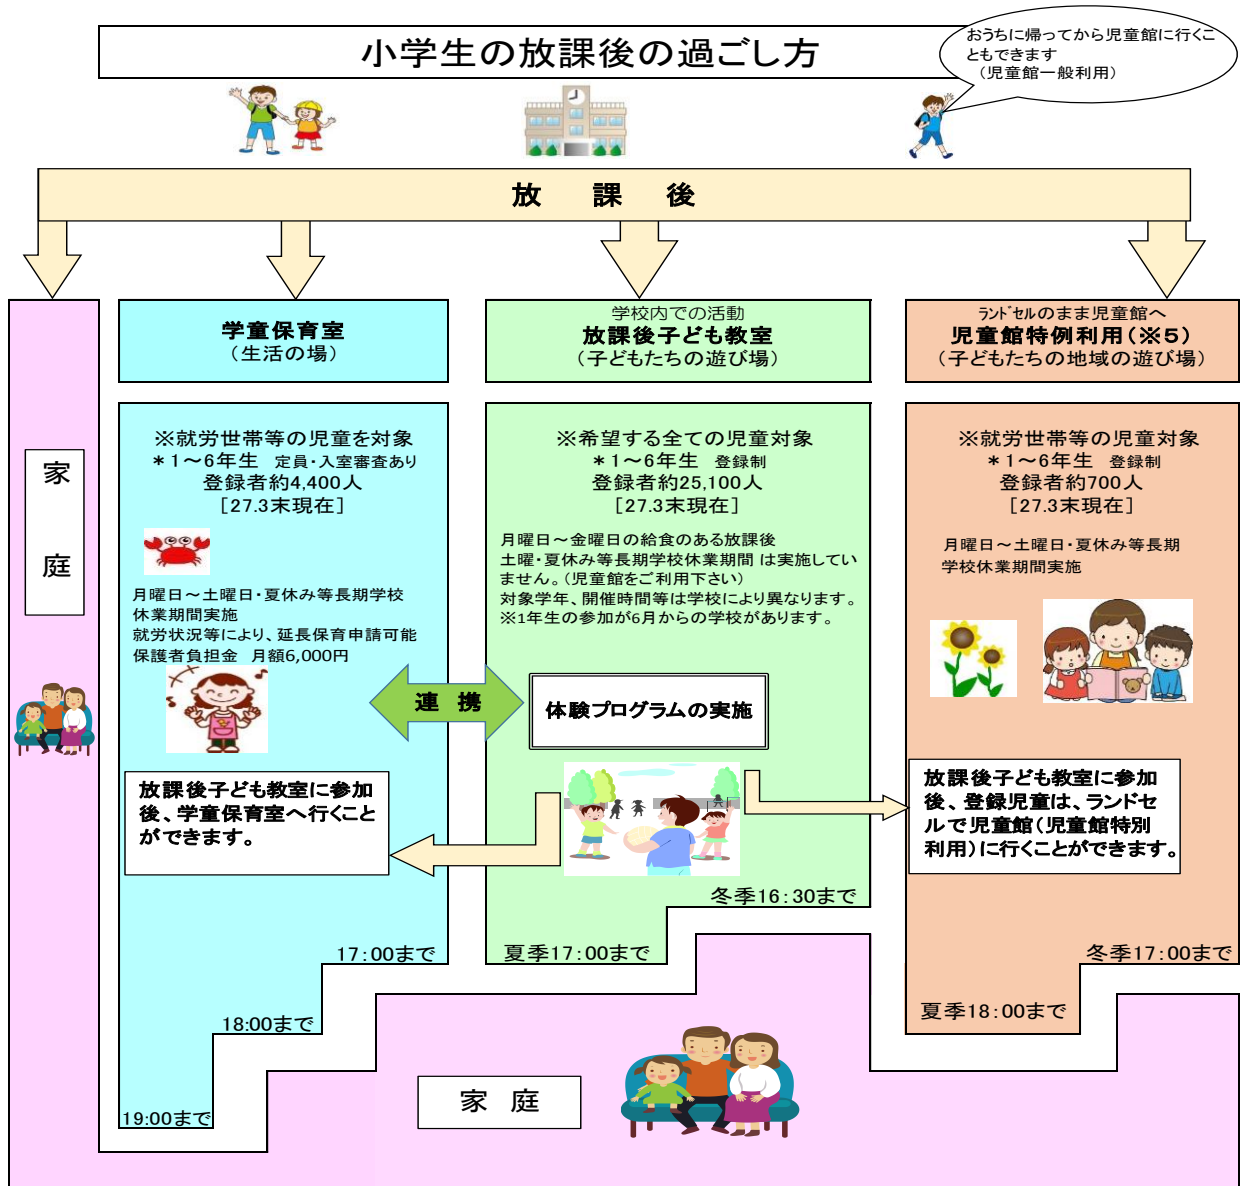 小学生の放課後の過ごし方
おうちに帰ってから児童館に行くこ
ともできます
（児童館一般利用）
放　課　後
家
庭
学童保育室
（生活の場）
※就労世帯等の児童を対象
＊1～6年生　定員・入室審査あり
登録者約4,400人
［27.3末現在］
月曜日～土曜日・夏休み等長期学校
休業期間実施
就労状況等により、延長保育申請可能
保護者負担金　月額6,000円
放課後子ども教室に参加
後、学童保育室へ行くこと
ができます。
17：00まで
18:00まで
19:00まで
連　携
学校内での活動
放課後子ども教室
（子どもたちの遊び場）
※希望する全ての児童対象
＊1～6年生　登録制
登録者約25,100人
［27.3末現在］
月曜日～金曜日の給食のある放課後
土曜・夏休み等長期学校休業期間 は実施してい
ません。（児童館をご利用下さい）
対象学年、開催時間等は学校により異なります。
※1年生の参加が6月からの学校があります。
体験プログラムの実施
冬季16：30まで
夏季17：00まで
ﾗﾝﾄﾞｾﾙのまま児童館へ
児童館特例利用（※5）
（子どもたちの地域の遊び場）
※就労世帯等の児童対象
＊1～6年生　登録制
登録者約700人
［27.3末現在］
月曜日～土曜日・夏休み等長期
学校休業期間実施
放課後子ども教室に参加
後、登録児童は、ランドセ
ルで児童館（児童館特別
利用）に行くことができます。
冬季17：00まで
夏季18：00まで
家　庭